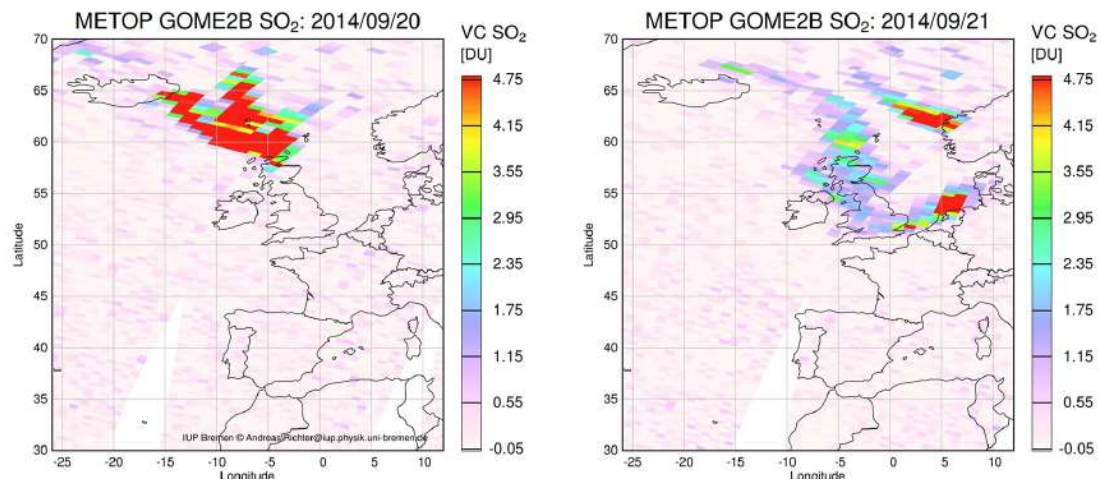 METOP GOME2B SO2: 2014/09/20
VC SO2
[DU]
70
65
60
55
50
45
40
35
30
Latitude
4.75
4.15
3.55
2.95
2.35
1.75
1.15
0.55
-0.05
IUP Bremen © Andreas.Richter@iup.physik.uni-bremen.de
-25 -20 -15 -10 -5 0 5 10
Longitude
METOP GOME2B SO2: 2014/09/21
VC SO2
[DU]
70
65
60
55
50
45
40
35
30
Latitude
4.75
4.15
3.55
2.95
2.35
1.75
1.15
0.55
-0.05
-25 -20 -15 -10 -5 0 5 10
Longitude